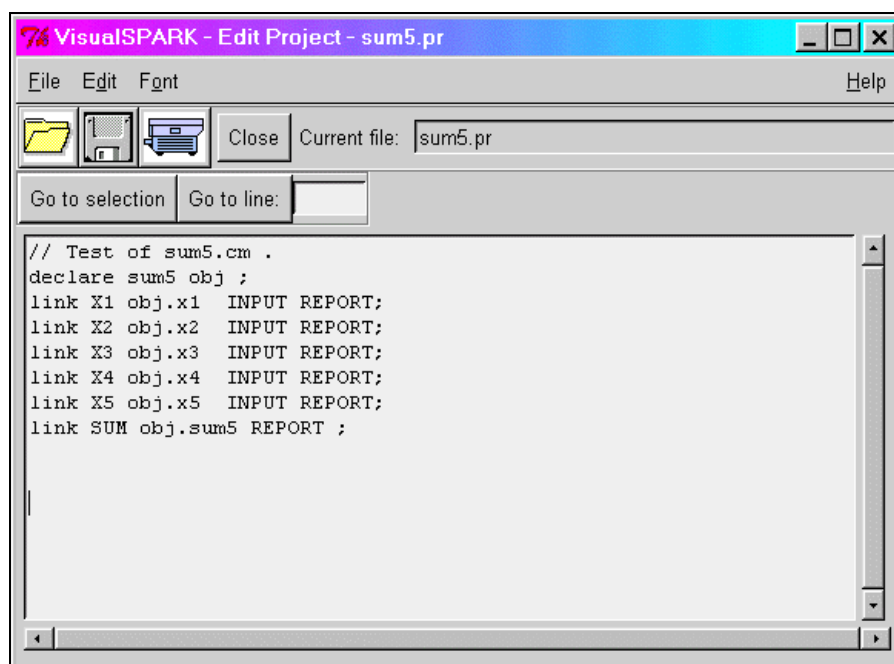 VisualSPARK - Edit Project - sum5.pr
File Edit Font Help
Close Current file: sum5.pr
Go to selection Go to line:
// Test of sum5.cm .
declare sum5 obj ;
link X1 obj.x1  INPUT REPORT;
link X2 obj.x2  INPUT REPORT;
link X3 obj.x3  INPUT REPORT;
link X4 obj.x4  INPUT REPORT;
link X5 obj.x5  INPUT REPORT;
link SUM obj.sum5 REPORT ;